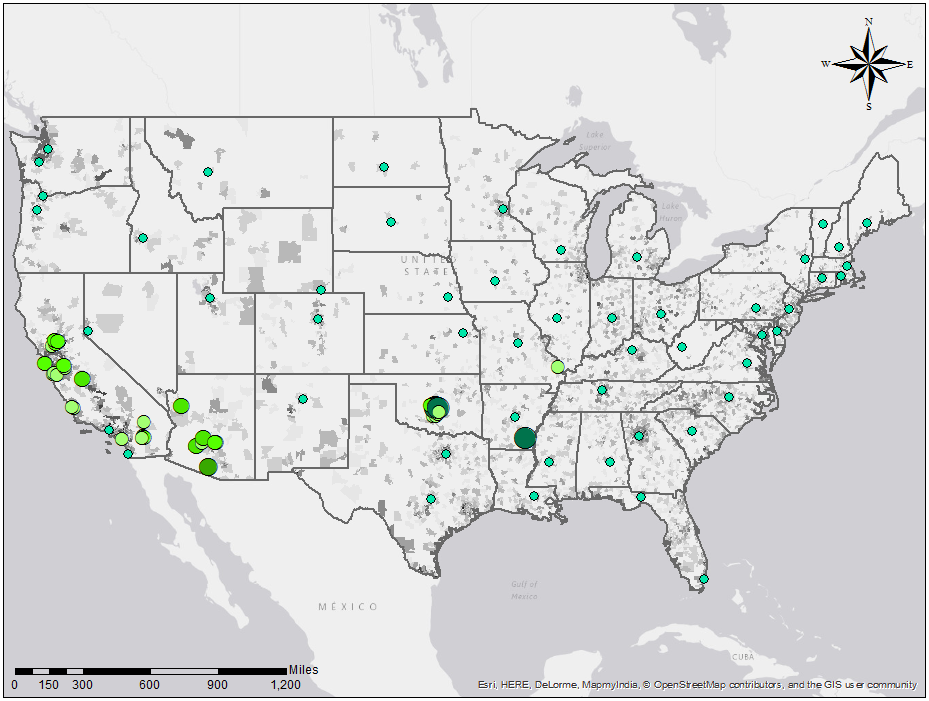 N
W E
S
Lake
Superior
Lake
Huron
UNITED
STATE
Gulf of
Mexico
MÉXICO
CUBA
Miles
0 150 300 600 900 1,200
Esri, HERE, DeLorme, MapmyIndia, © OpenStreetMap contributors, and the GIS user community